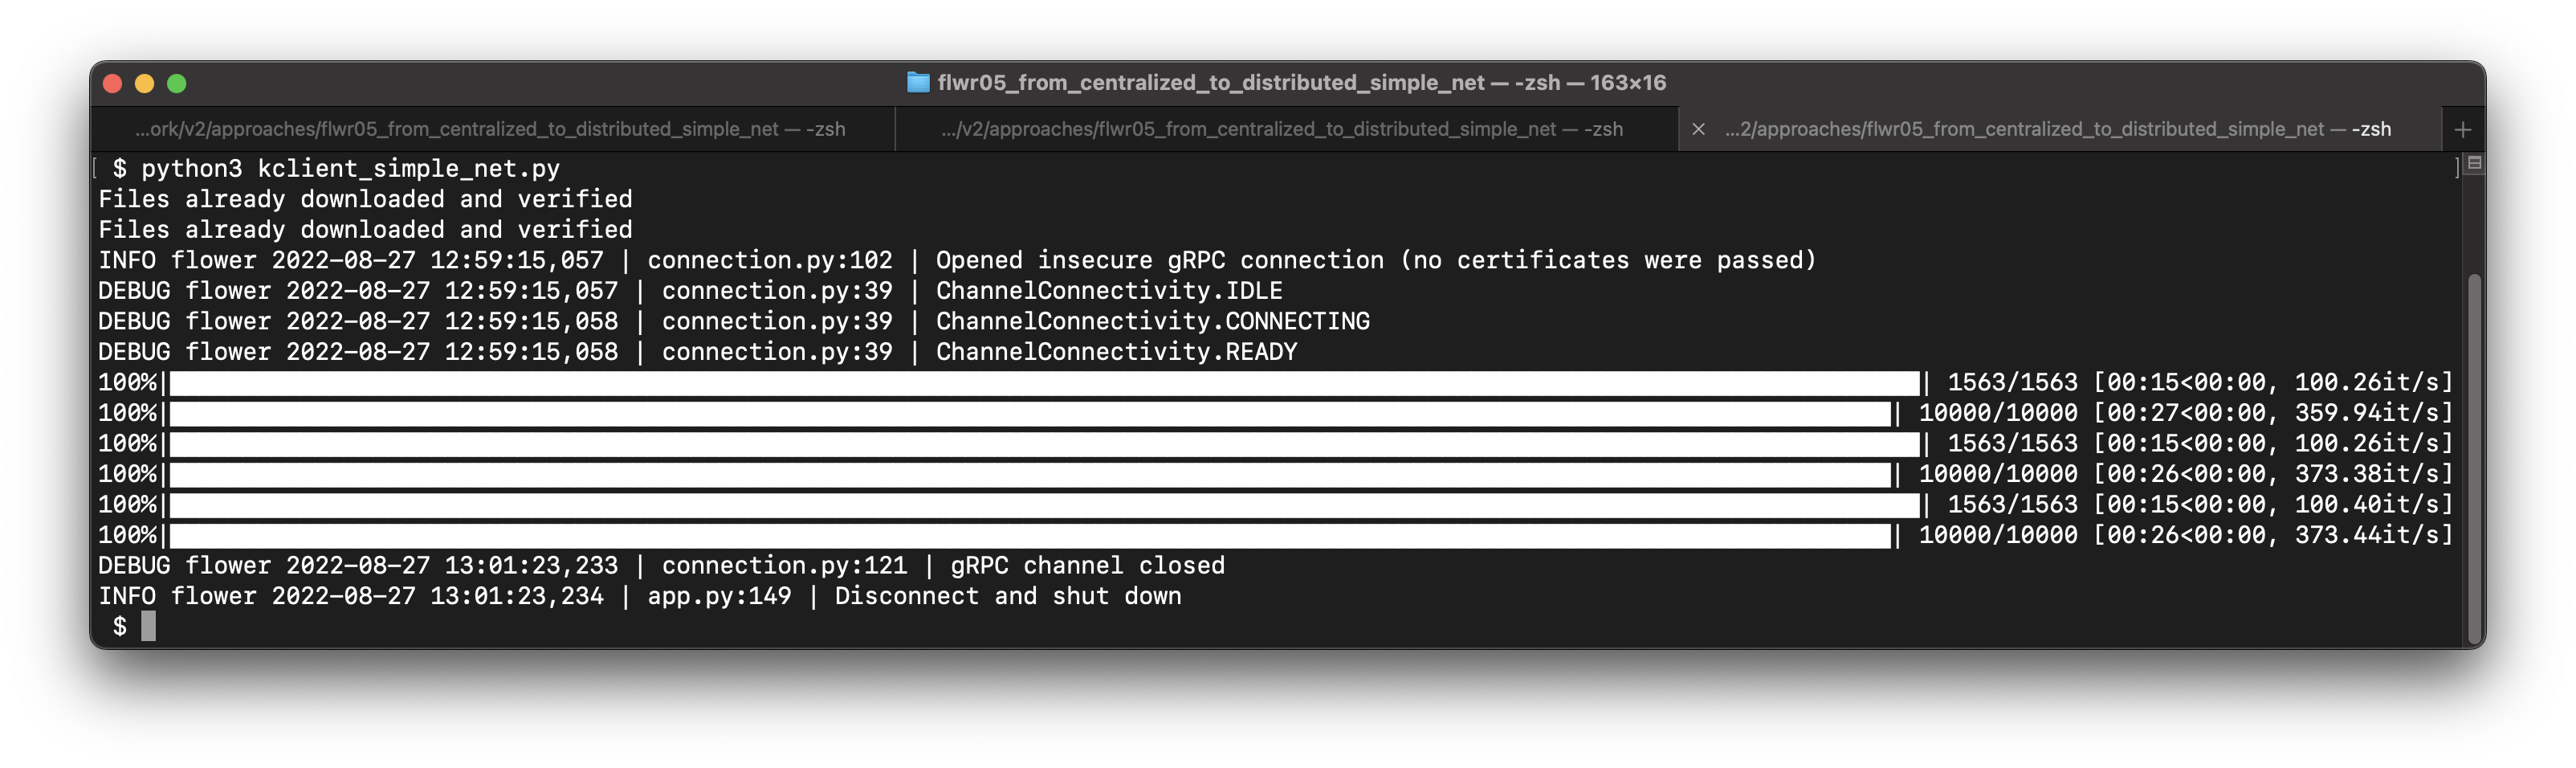 flwr05_from_centralized_to_distributed_simple_net — -zsh — 163×16
...ork/v2/approaches/flwr05_from_centralized_to_distributed_simple_net — -zsh
.../v2/approaches/flwr05_from_centralized_to_distributed_simple_net — -zsh
...2/approaches/flwr05_from_centralized_to_distributed_simple_net — -zsh
[ $ python3 kclient_simple_net.py ]
Files already downloaded and verified
Files already downloaded and verified
INFO flower 2022-08-27 12:59:15,057 | connection.py:102 | Opened insecure gRPC connection (no certificates were passed)
DEBUG flower 2022-08-27 12:59:15,057 | connection.py:39 | ChannelConnectivity.IDLE
DEBUG flower 2022-08-27 12:59:15,058 | connection.py:39 | ChannelConnectivity.CONNECTING
DEBUG flower 2022-08-27 12:59:15,058 | connection.py:39 | ChannelConnectivity.READY
100%| | 1563/1563 [00:15<00:00, 100.26it/s]
100%| | 10000/10000 [00:27<00:00, 359.94it/s]
100%| | 1563/1563 [00:15<00:00, 100.26it/s]
100%| | 10000/10000 [00:26<00:00, 373.38it/s]
100%| | 1563/1563 [00:15<00:00, 100.40it/s]
100%| | 10000/10000 [00:26<00:00, 373.44it/s]
DEBUG flower 2022-08-27 13:01:23,233 | connection.py:121 | gRPC channel closed
INFO flower 2022-08-27 13:01:23,234 | app.py:149 | Disconnect and shut down
$